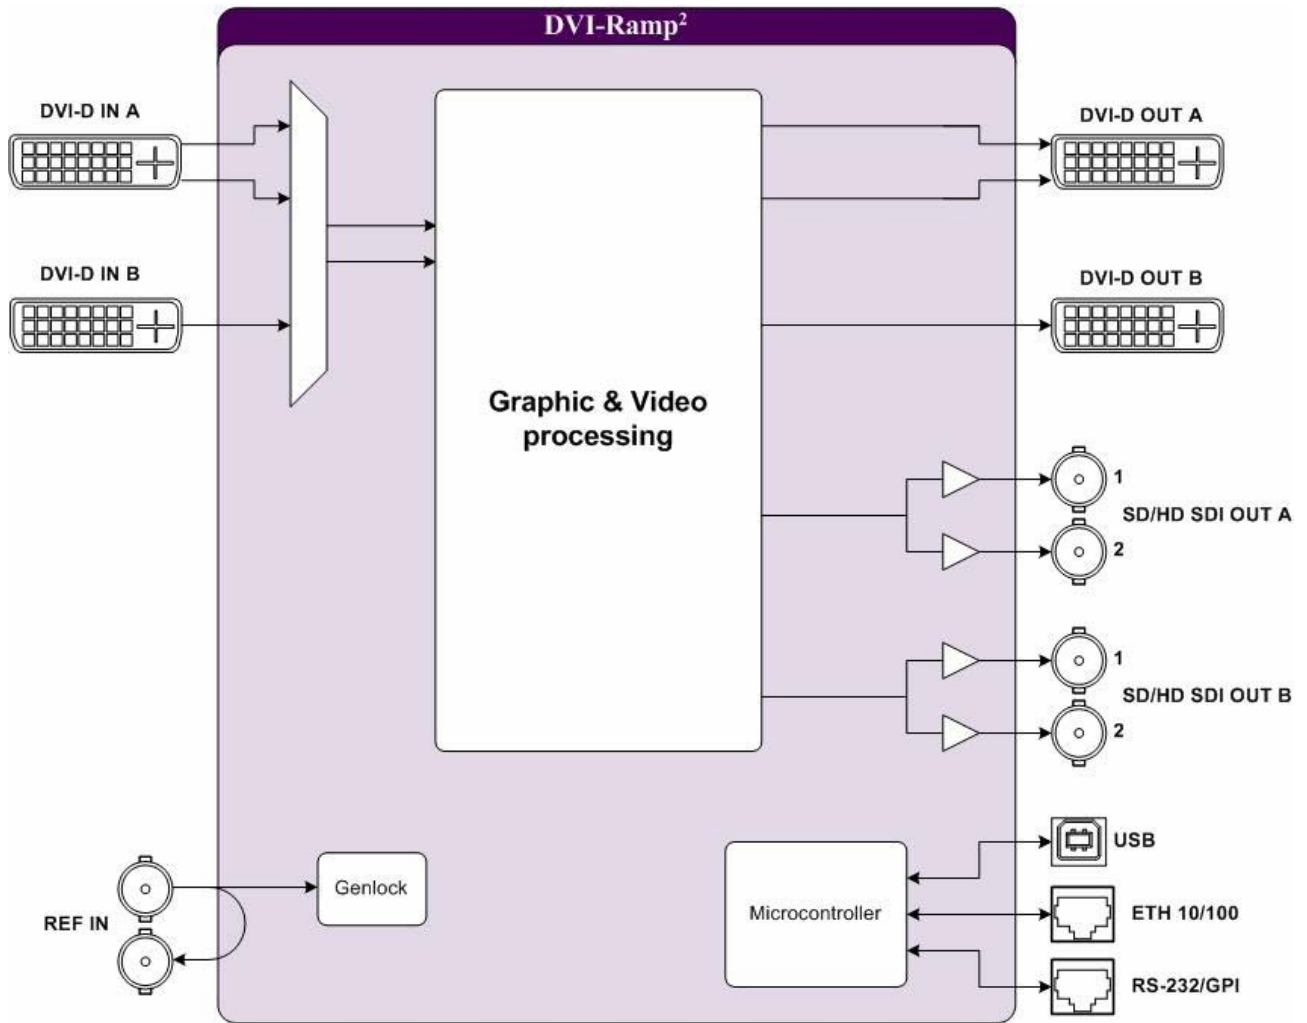 DVI-Ramp²
DVI-D IN A
DVI-D OUT A
DVI-D IN B
DVI-D OUT B
Graphic & Video
processing
1
SD/HD SDI OUT A
2
1
SD/HD SDI OUT B
2
USB
Genlock
Microcontroller
ETH 10/100
REF IN
RS-232/GPI